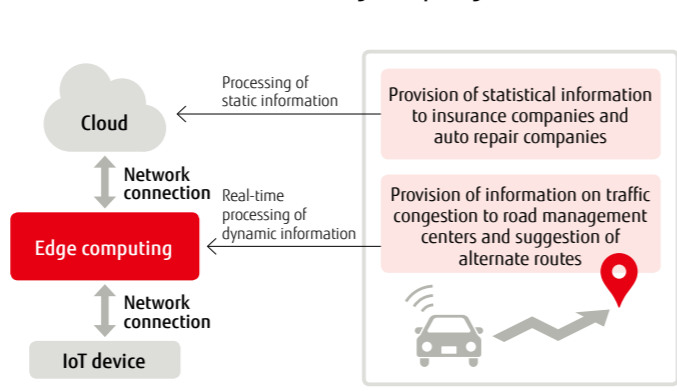 Processing of
static information
Cloud
Provision of statistical information
to insurance companies and
auto repair companies
Network
connection
Real-time
processing of
dynamic information
Provision of information on traffic
congestion to road management
centers and suggestion of
alternate routes
Edge computing
Network
connection
IoT device